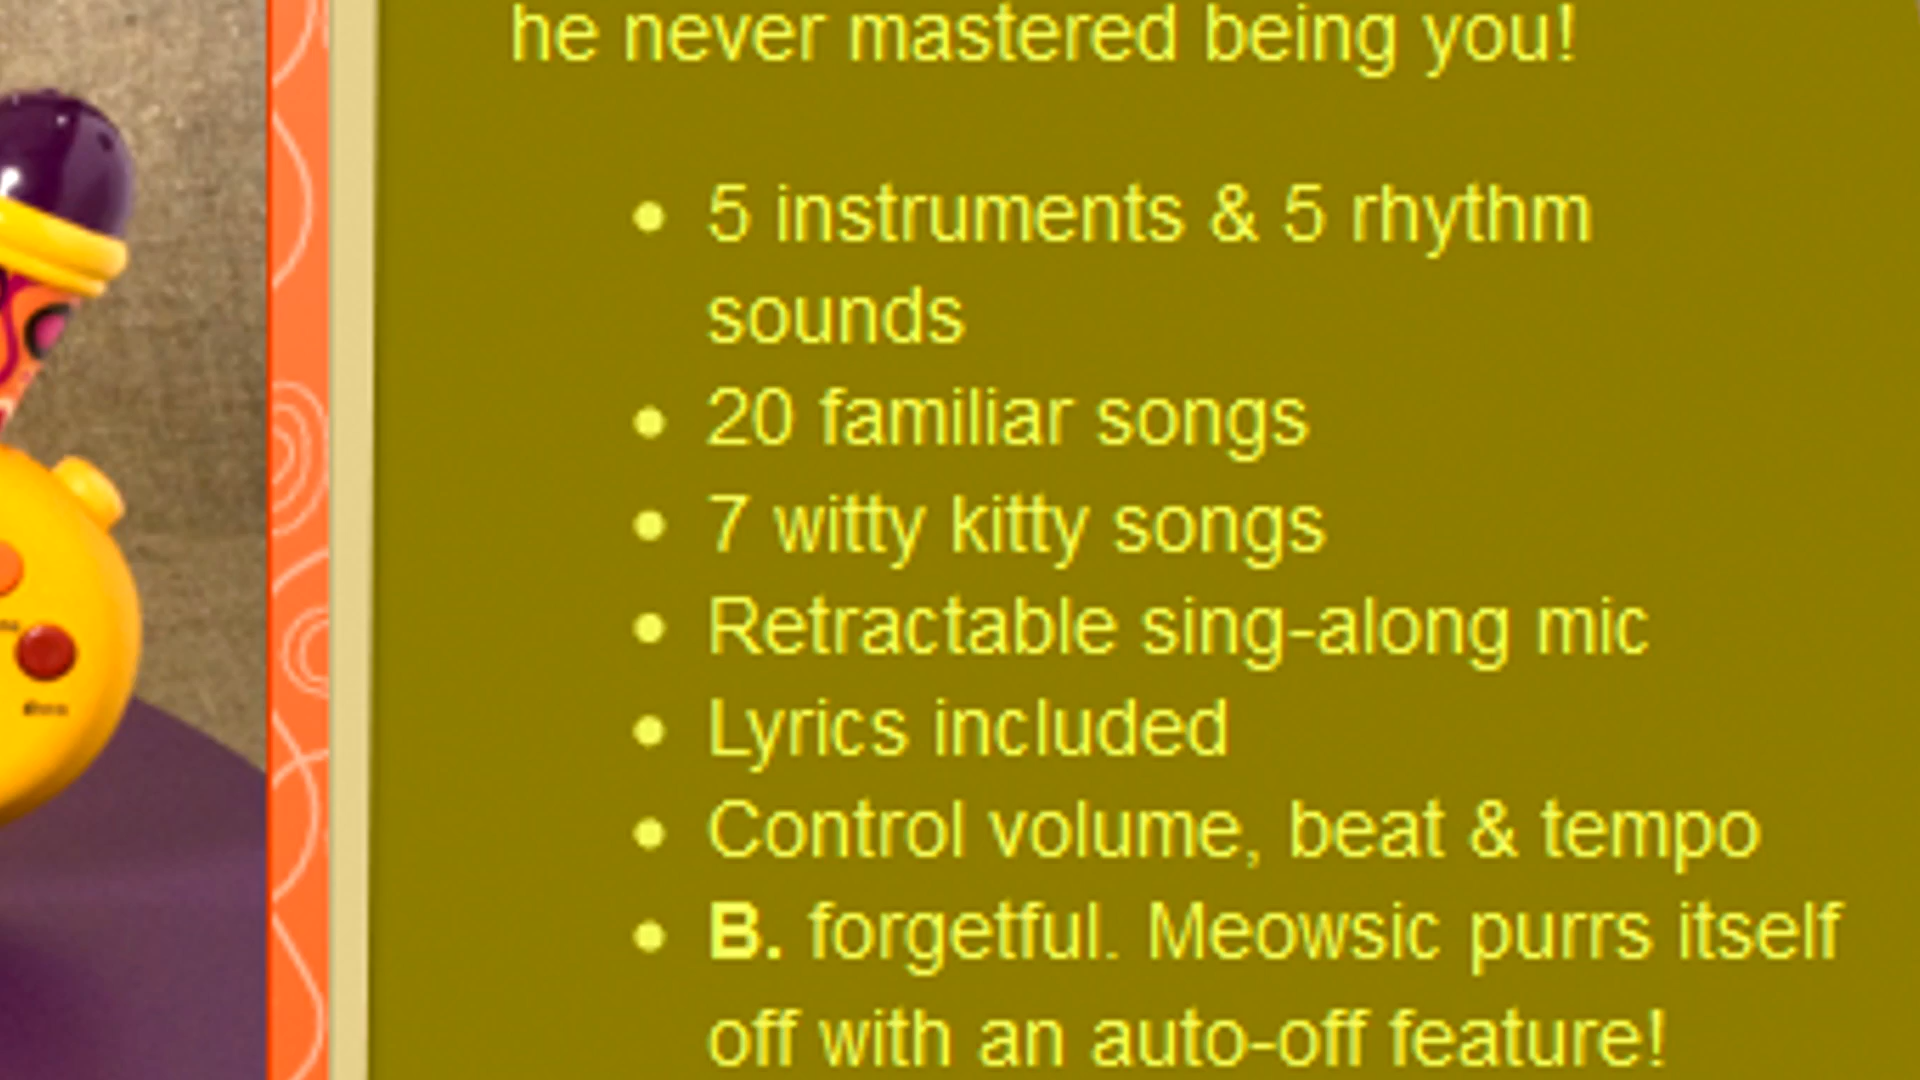 he never mastered being you!
• 5 instruments & 5 rhythm
sounds
• 20 familiar songs
• 7 witty kitty songs
• Retractable sing-along mic
• Lyrics included
• Control volume, beat & tempo
• B. forgetful. Meowsic purrs itself
off with an auto-off feature!